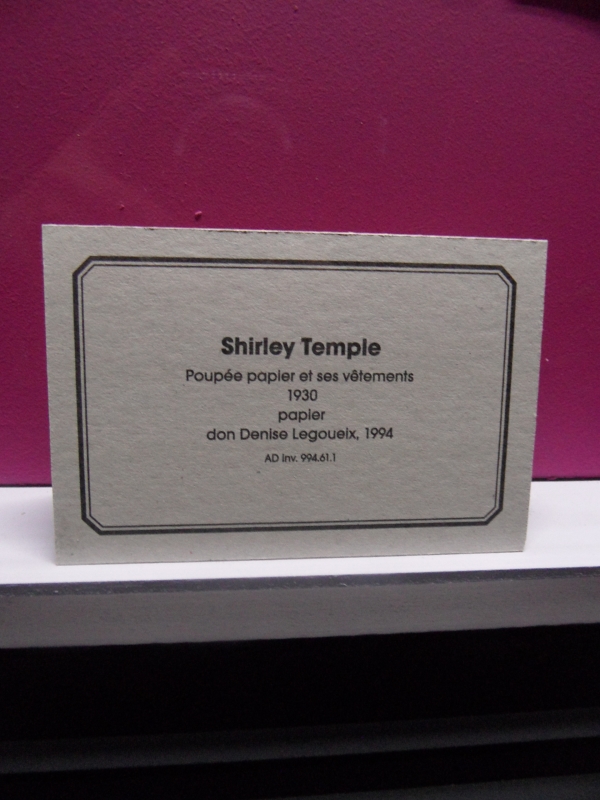 Shirley Temple
Poupée papier et ses vêtements
1930
papier
don Denise Legoueix, 1994
AD inv. 994.61.1